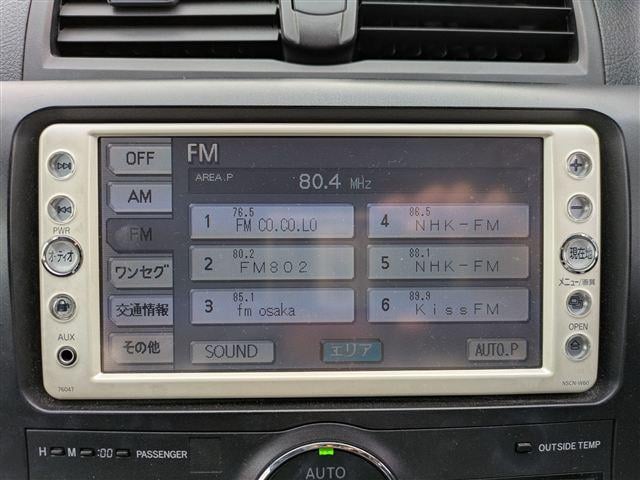 OFF
FM
AM
AREA.P 80.4 MHz
1 76.5 FM CO.CO.LO
4 86.5 NHK-FM
PWR
FM
オーディオ
2 80.2 FM802
5 88.1 NHK-FM
現在地
ワンセグ
メニュー/画質
3 85.1 fm osaka
6 89.9 KissFM
交通情報
OPEN
AUX
その他
SOUND
エリア
AUTO.P
76047
NSCN-W60
H M :00 PASSENGER
OUTSIDE TEMP
AUTO